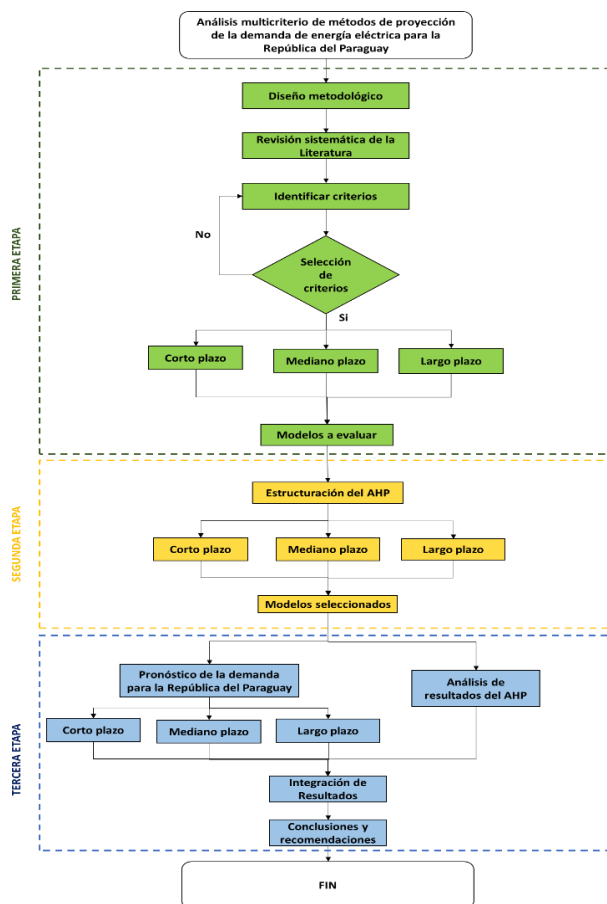 Análisis multicriterio de métodos de proyección
de la demanda de energía eléctrica para la
República del Paraguay
PRIMERA ETAPA
Diseño metodológico
Revisión sistemática de la
Literatura
Identificar criterios
No
Selección
de
criterios
Si
Corto plazo
Mediano plazo
Largo plazo
Modelos a evaluar
SEGUNDA ETAPA
Estructuración del AHP
Corto plazo
Mediano plazo
Largo plazo
Modelos seleccionados
TERCERA ETAPA
Pronóstico de la demanda
para la República del Paraguay
Análisis de
resultados del AHP
Corto plazo
Mediano plazo
Largo plazo
Integración de
Resultados
Conclusiones y
recomendaciones
FIN